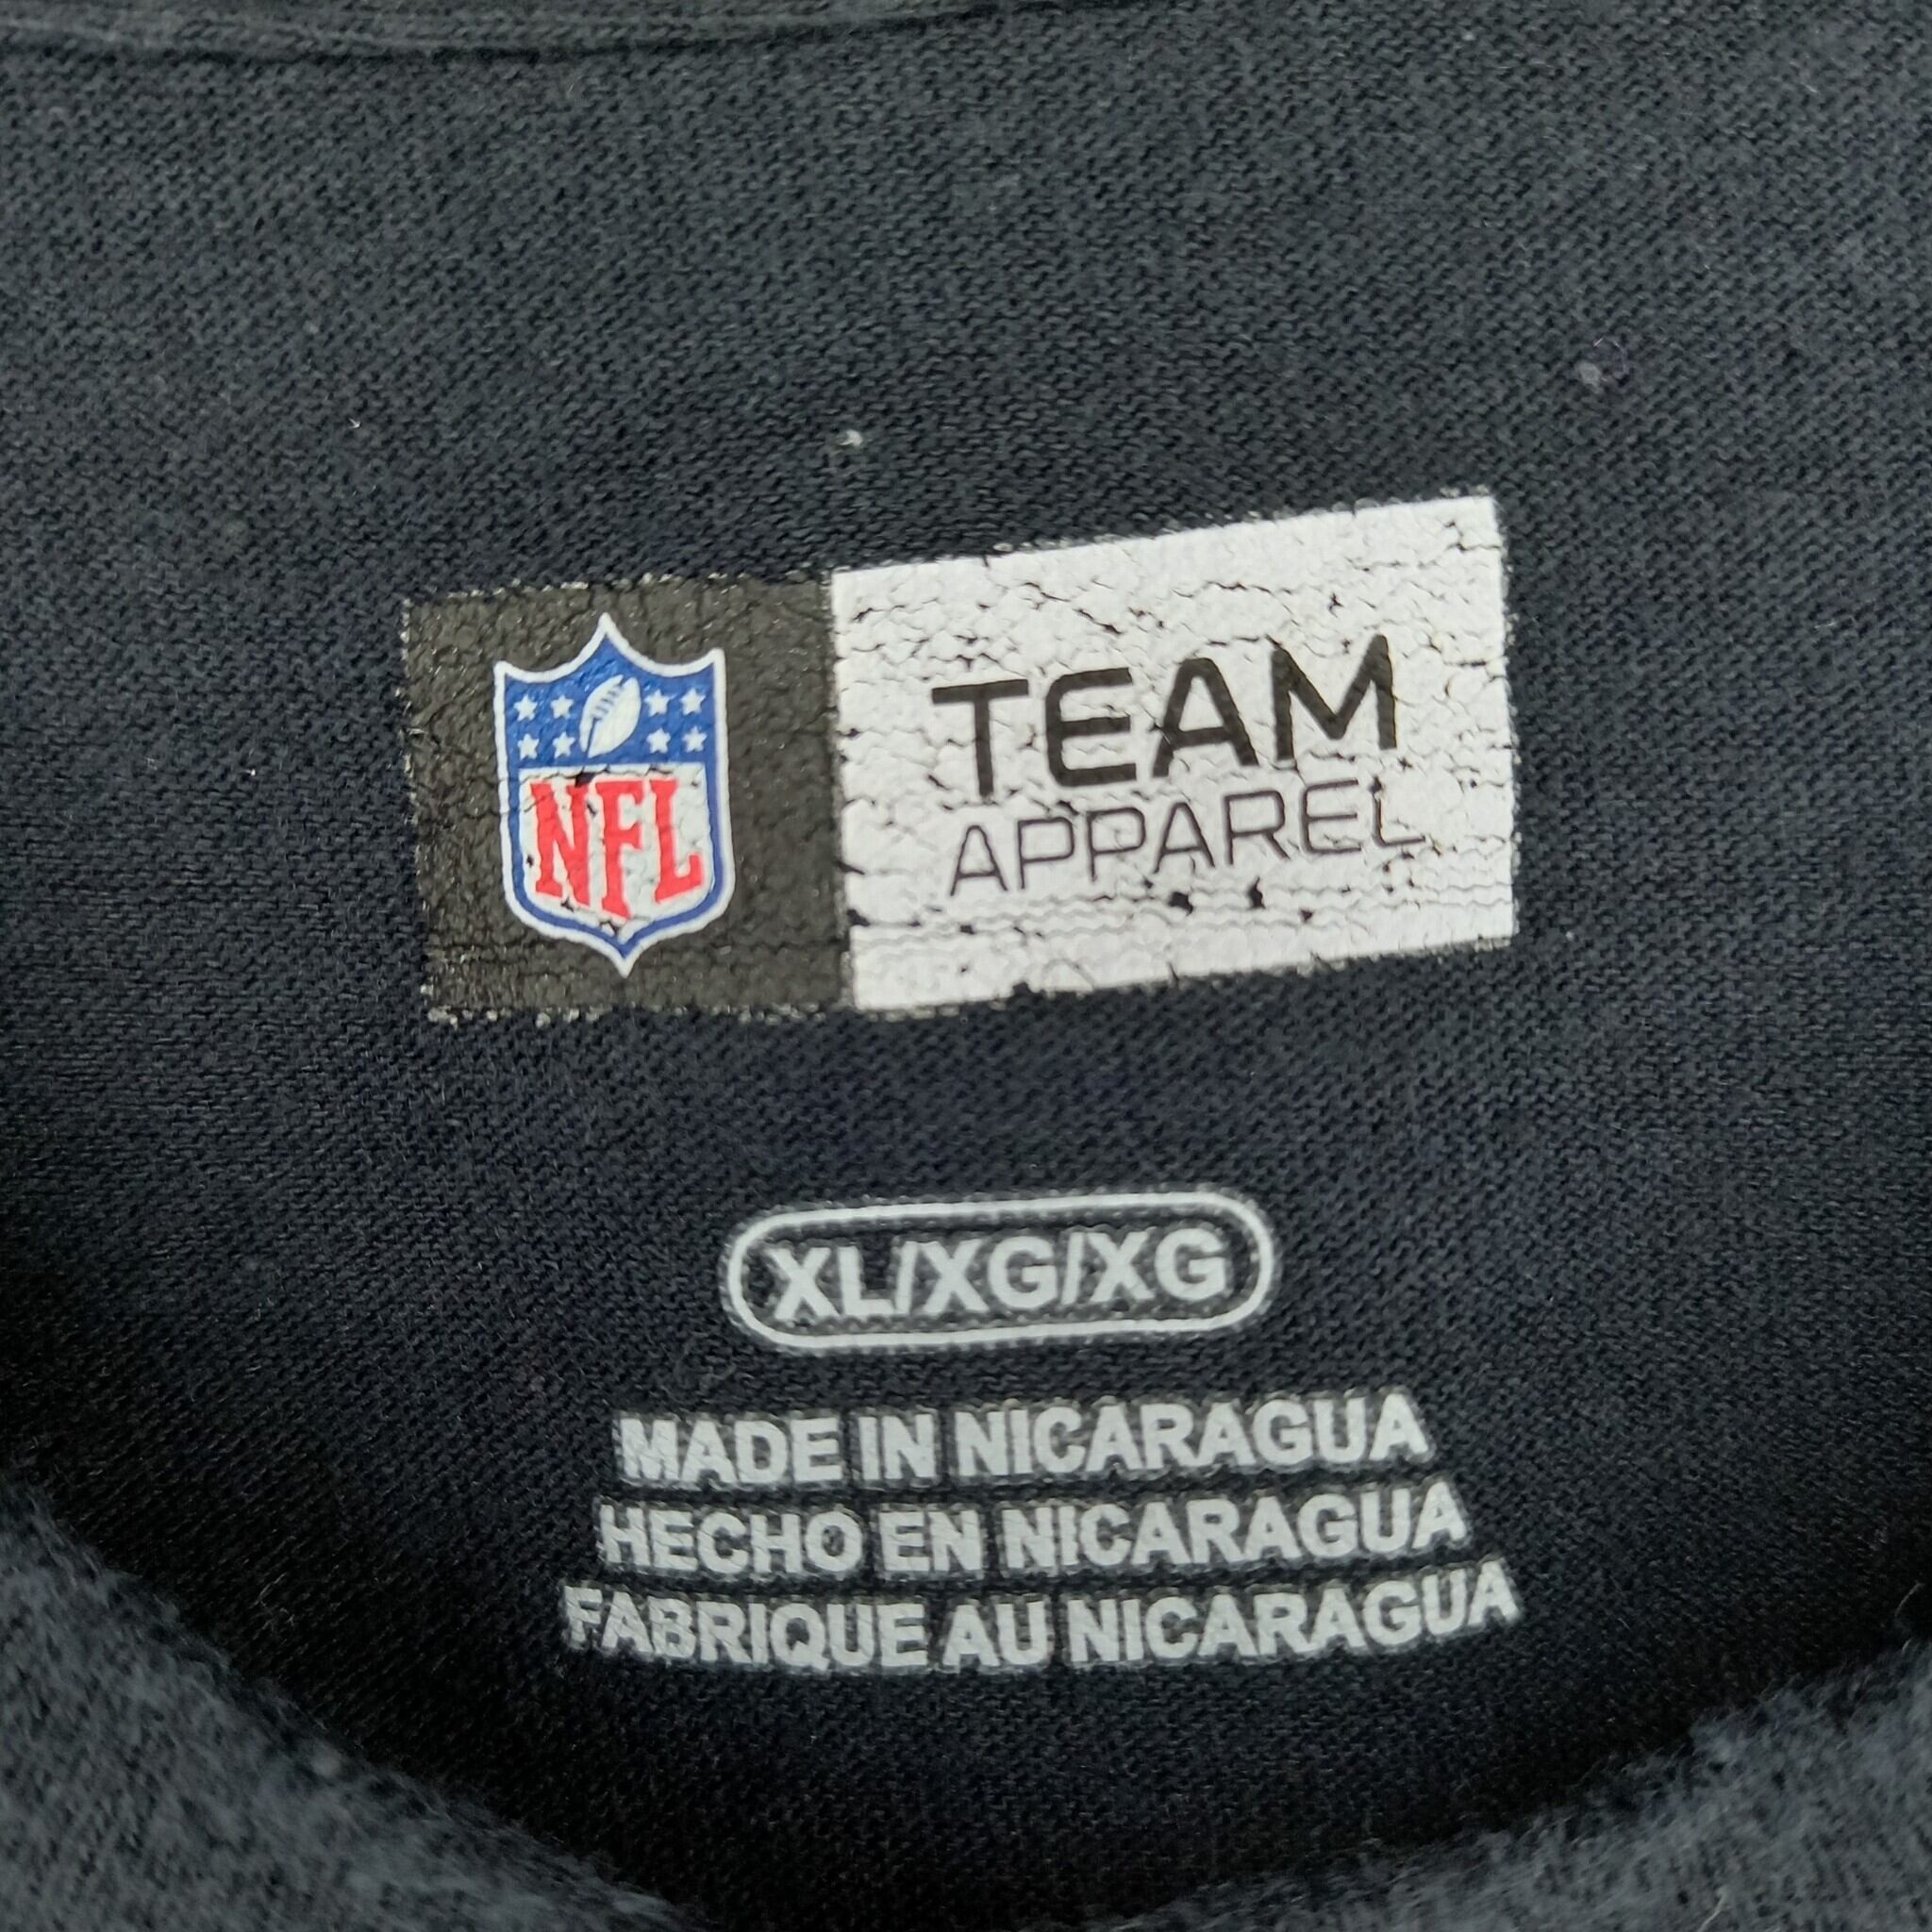 NFL
TEAM
APPAREL
XL/XG/XG
MADE IN NICARAGUA
HECHO EN NICARAGUA
FABRIQUE AU NICARAGUA